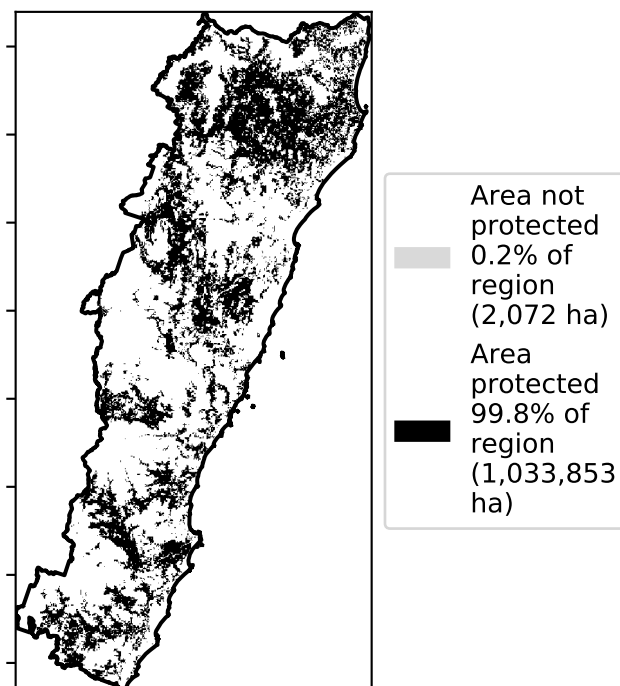 Area not
protected
0.2% of
region
(2,072 ha)
Area
protected
99.8% of
region
(1,033,853
ha)